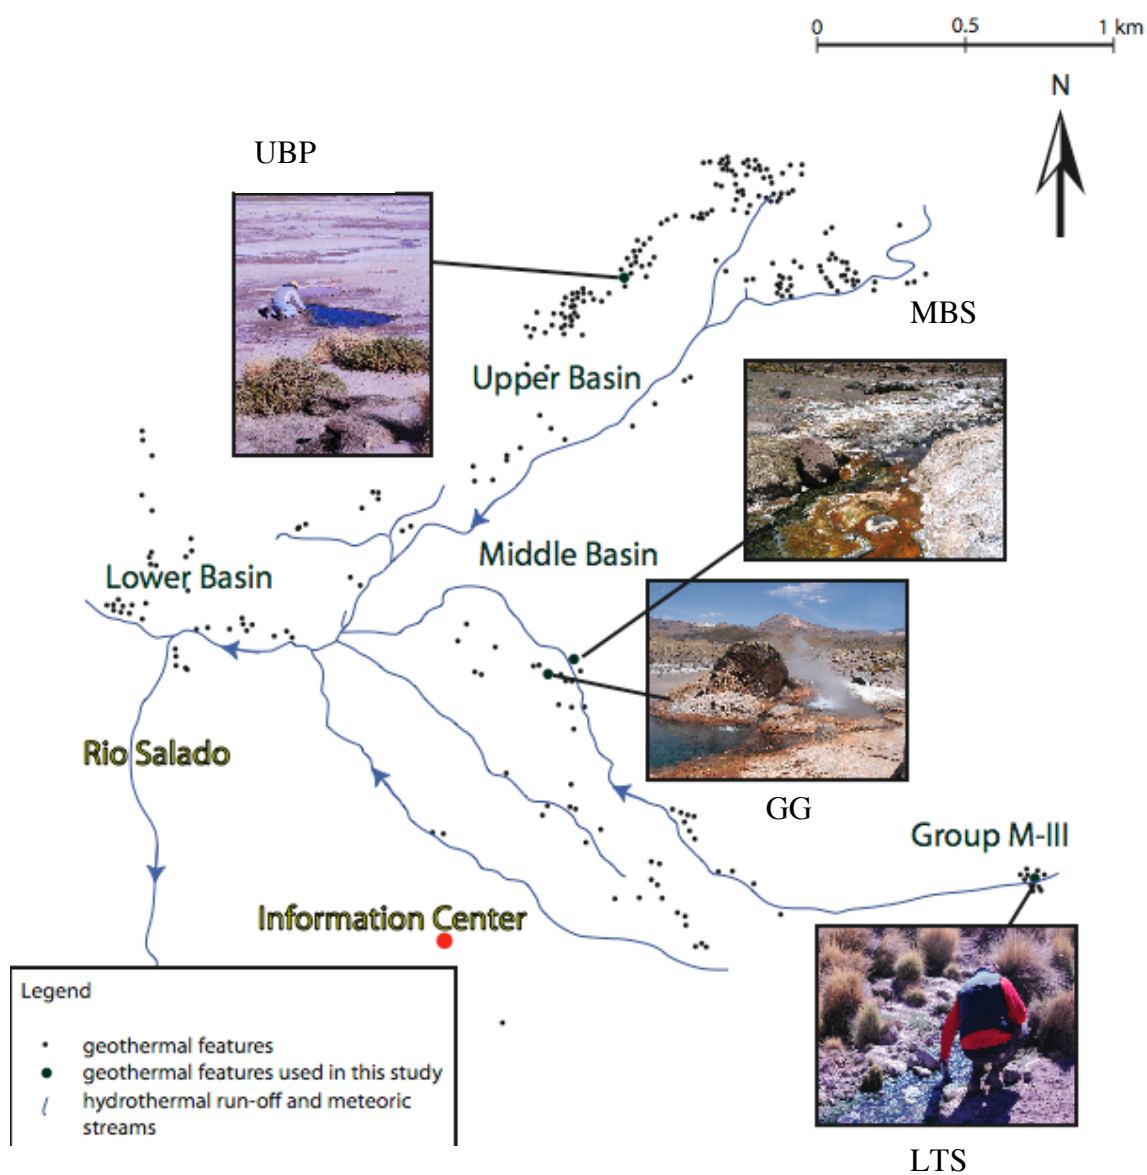 0 0.5 1 km
N
UBP
MBS
Upper Basin
Middle Basin
Lower Basin
Rio Salado
GG
Group M-III
Information Center
Legend
geothermal features
geothermal features used in this study
hydrothermal run-off and meteoric
streams
LTS